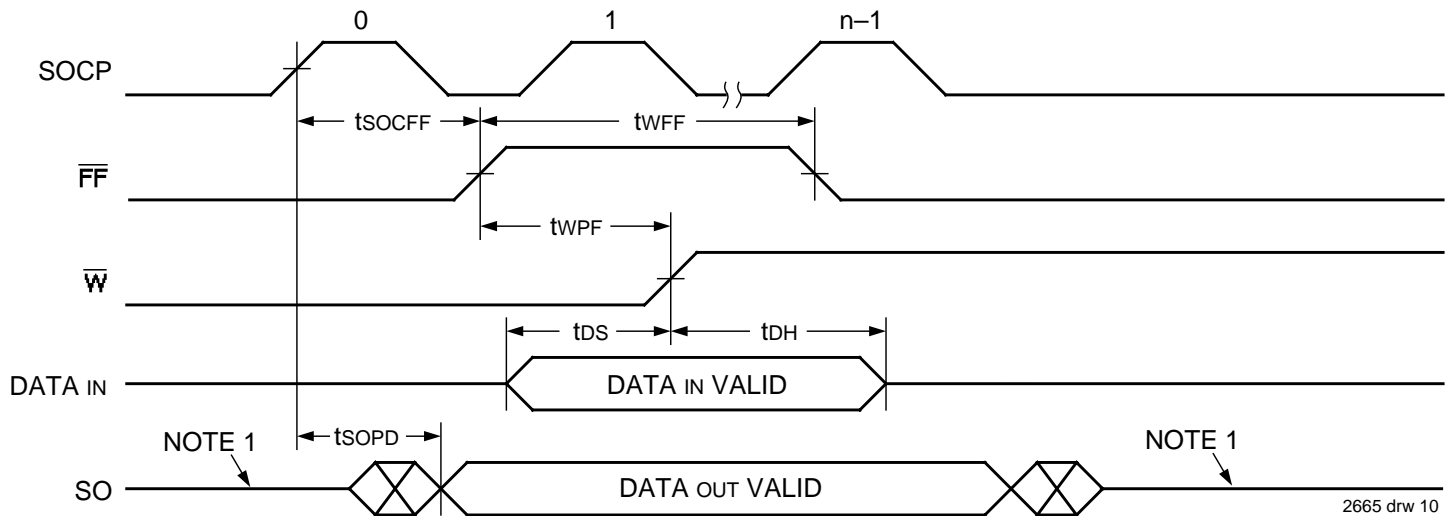 0 1 n–1
SOCP
tSOCFF tWFF
FF
tWPF
W
tDS tDH
DATA IN DATA IN VALID
NOTE 1 tSOPD NOTE 1
SO DATA OUT VALID
2665 drw 10